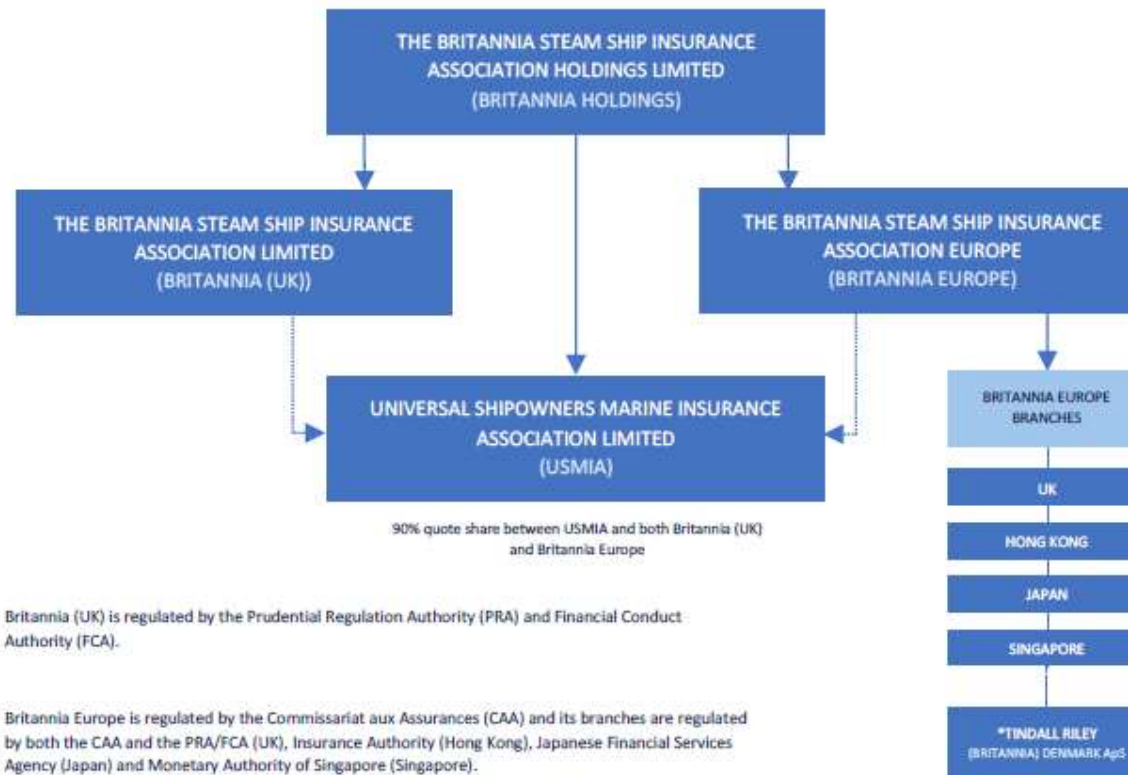 THE BRITANNIA STEAM SHIP INSURANCE
ASSOCIATION HOLDINGS LIMITED
(BRITANNIA HOLDINGS)
THE BRITANNIA STEAM SHIP INSURANCE
ASSOCIATION LIMITED
(BRITANNIA (UK))
THE BRITANNIA STEAM SHIP INSURANCE
ASSOCIATION EUROPE
(BRITANNIA EUROPE)
UNIVERSAL SHIPOWNERS MARINE INSURANCE
ASSOCIATION LIMITED
(USMIA)
90% quote share between USMIA and both Britannia (UK)
and Britannia Europe
BRITANNIA EUROPE
BRANCHES
UK
HONG KONG
JAPAN
SINGAPORE
*TINDALL RILEY
(BRITANNIA) DENMARK ApS
Britannia (UK) is regulated by the Prudential Regulation Authority (PRA) and Financial Conduct
Authority (FCA).
Britannia Europe is regulated by the Commissariat aux Assurances (CAA) and its branches are regulated
by both the CAA and the PRA/FCA (UK), Insurance Authority (Hong Kong), Japanese Financial Services
Agency (Japan) and Monetary Authority of Singapore (Singapore).